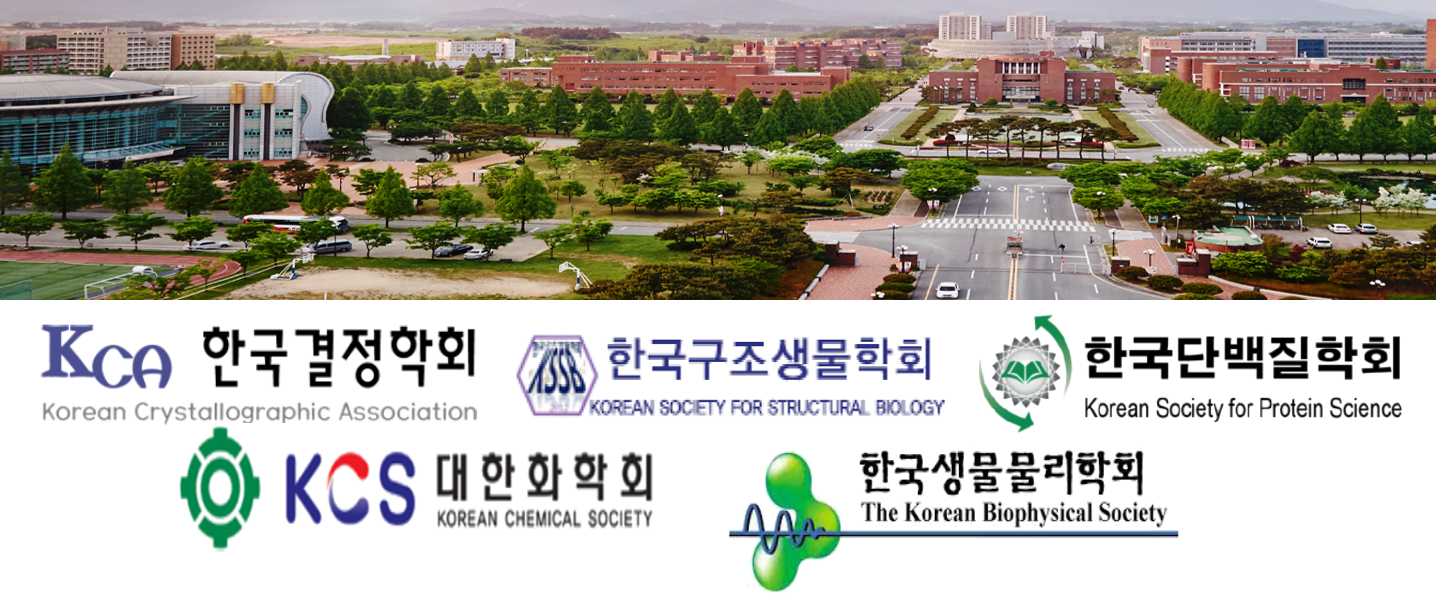 KCA 한국결정학회
Korean Crystallographic Association
KSSB 한국구조생물학회
KOREAN SOCIETY FOR STRUCTURAL BIOLOGY
한국단백질학회
Korean Society for Protein Science
KCS 대한화학회
KOREAN CHEMICAL SOCIETY
한국생물물리학회
The Korean Biophysical Society